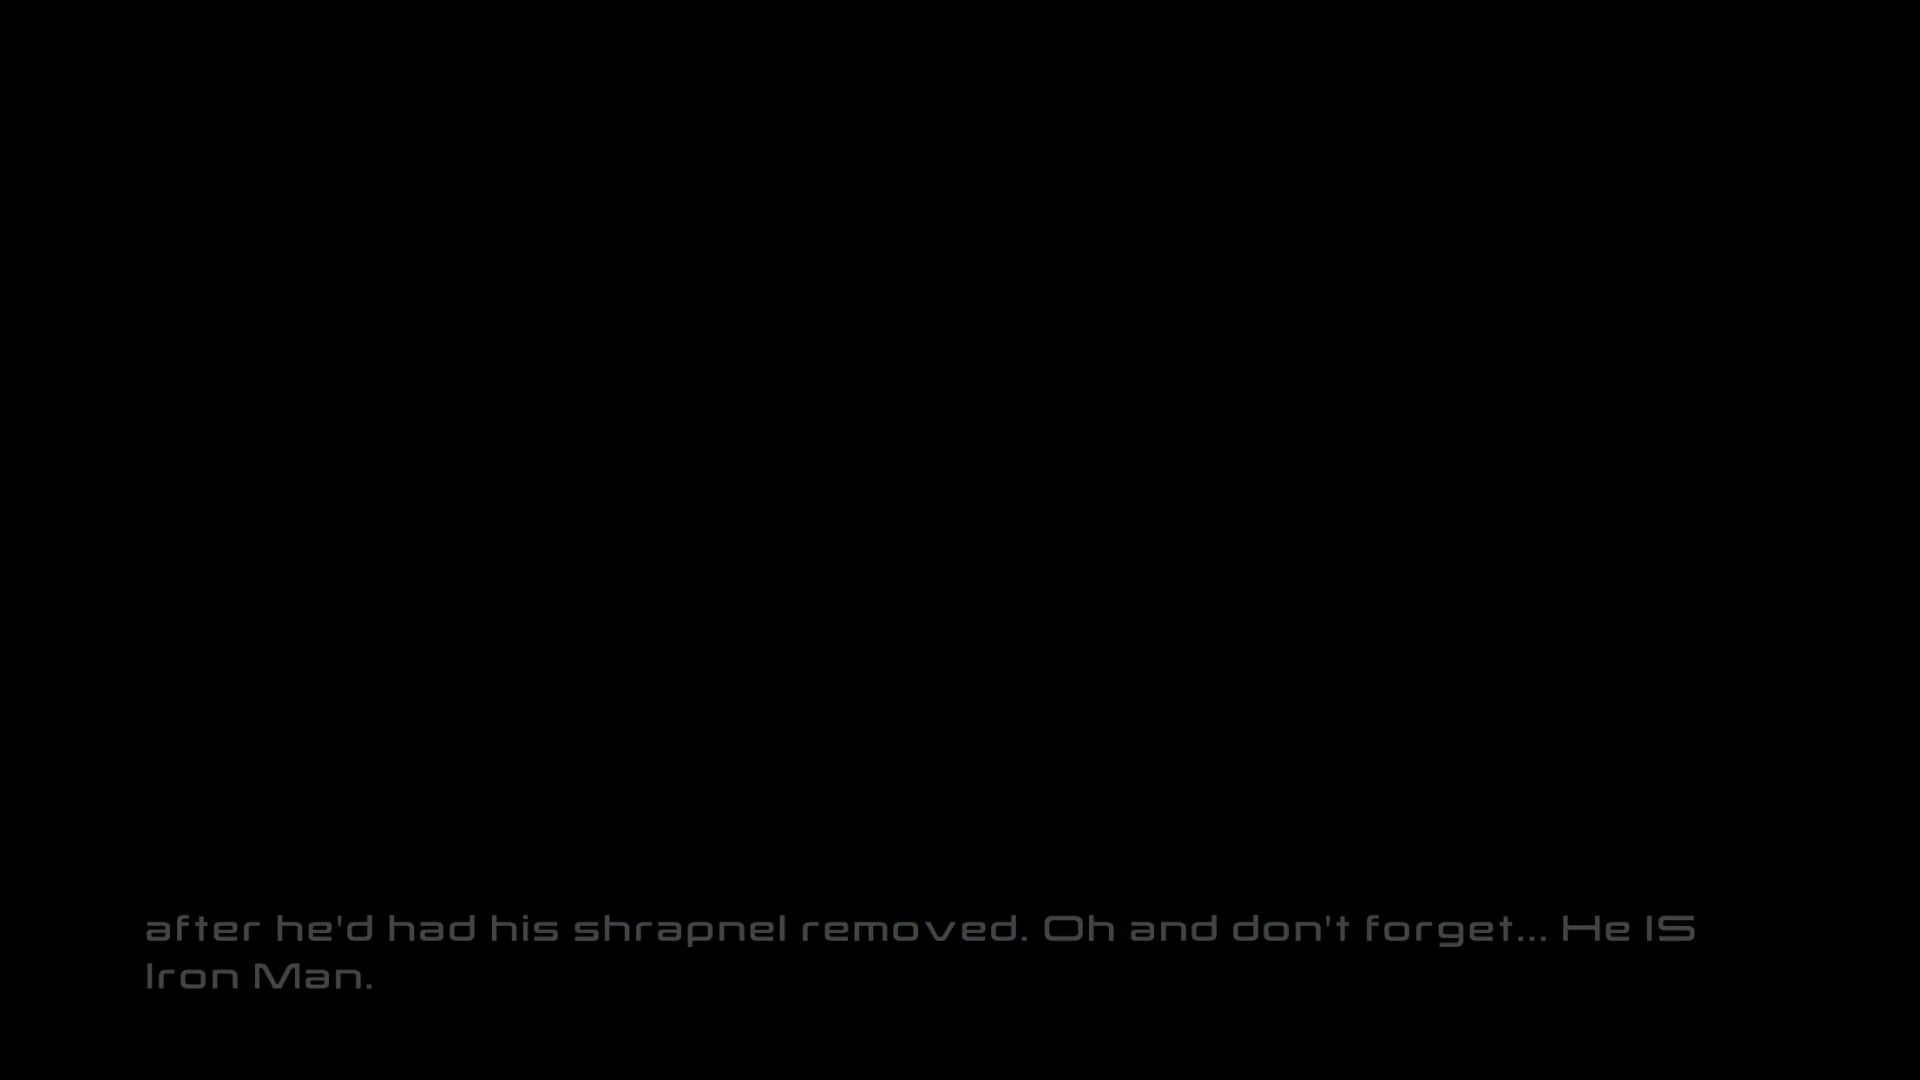 after he'd had his shrapnel removed. Oh and don't forget... He IS
Iron Man.